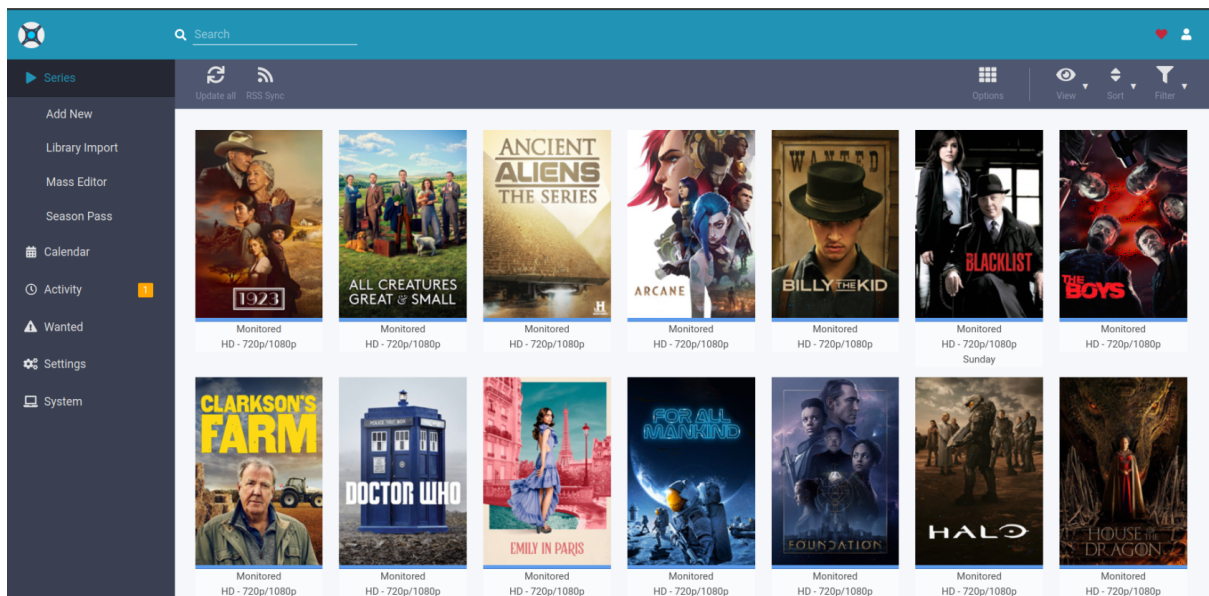 Search
Series
Update all
RSS Sync
Options
View
Sort
Filter
Add New
Library Import
Mass Editor
Season Pass
Calendar
Activity
1
Wanted
Settings
System
1923
Monitored
HD - 720p/1080p
ALL CREATURES
GREAT & SMALL
Monitored
HD - 720p/1080p
ANCIENT
ALIENS
THE SERIES
H
Monitored
HD - 720p/1080p
ARCANE
Monitored
HD - 720p/1080p
WANTED
BILLY THE KID
Monitored
HD - 720p/1080p
BLACKLIST
Monitored
HD - 720p/1080p
Sunday
THE
BOYS
Monitored
HD - 720p/1080p
CLARKSON'S
FARM
Monitored
HD - 720p/1080p
DOCTOR WHO
Monitored
HD - 720p/1080p
EMILY IN PARIS
Monitored
HD - 720p/1080p
FOR ALL
MANKIND
Monitored
HD - 720p/1080p
FOUNDATION
Monitored
HD - 720p/1080p
HALO
Monitored
HD - 720p/1080p
HOUSE OF THE
DRAGON
Monitored
HD - 720p/1080p